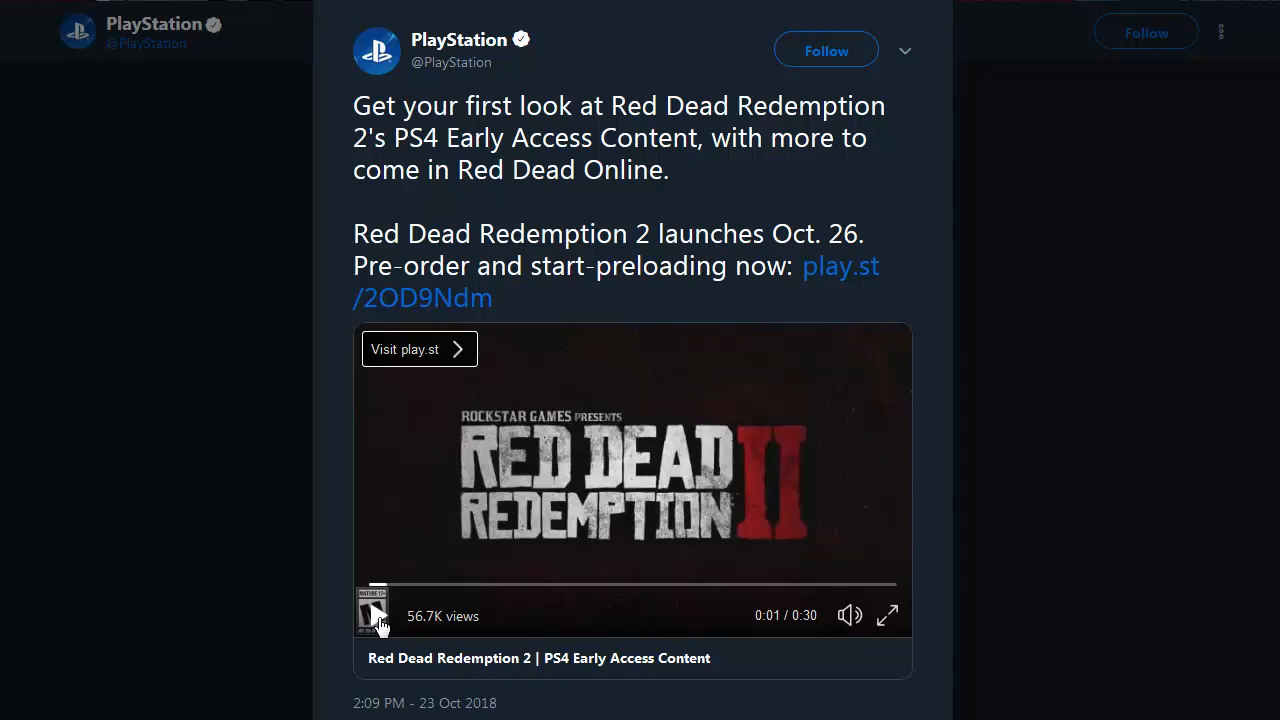 PlayStation
@PlayStation
Follow
PlayStation
@PlayStation
Follow
Get your first look at Red Dead Redemption
2's PS4 Early Access Content, with more to
come in Red Dead Online.
Red Dead Redemption 2 launches Oct. 26.
Pre-order and start-preloading now: play.st
/2OD9Ndm
Visit play.st
ROCKSTAR GAMES PRESENTS
RED DEAD
REDEMPTION II
MATURE 17+
56.7K views
0:01 / 0:30
Red Dead Redemption 2 | PS4 Early Access Content
2:09 PM - 23 Oct 2018